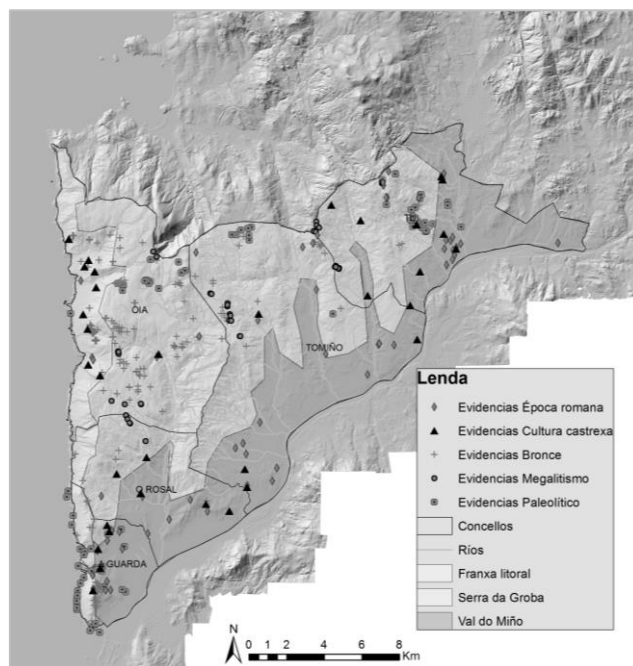 TUI
OIA
TOMIÑO
O ROSAL
GUARDA
Lenda
Evidencias Época romana
Evidencias Cultura castrexa
Evidencias Bronce
Evidencias Megalitismo
Evidencias Paleolítico
Concellos
Ríos
Franxa litoral
Serra da Groba
Val do Miño
N
0 2 4 6 8
Km